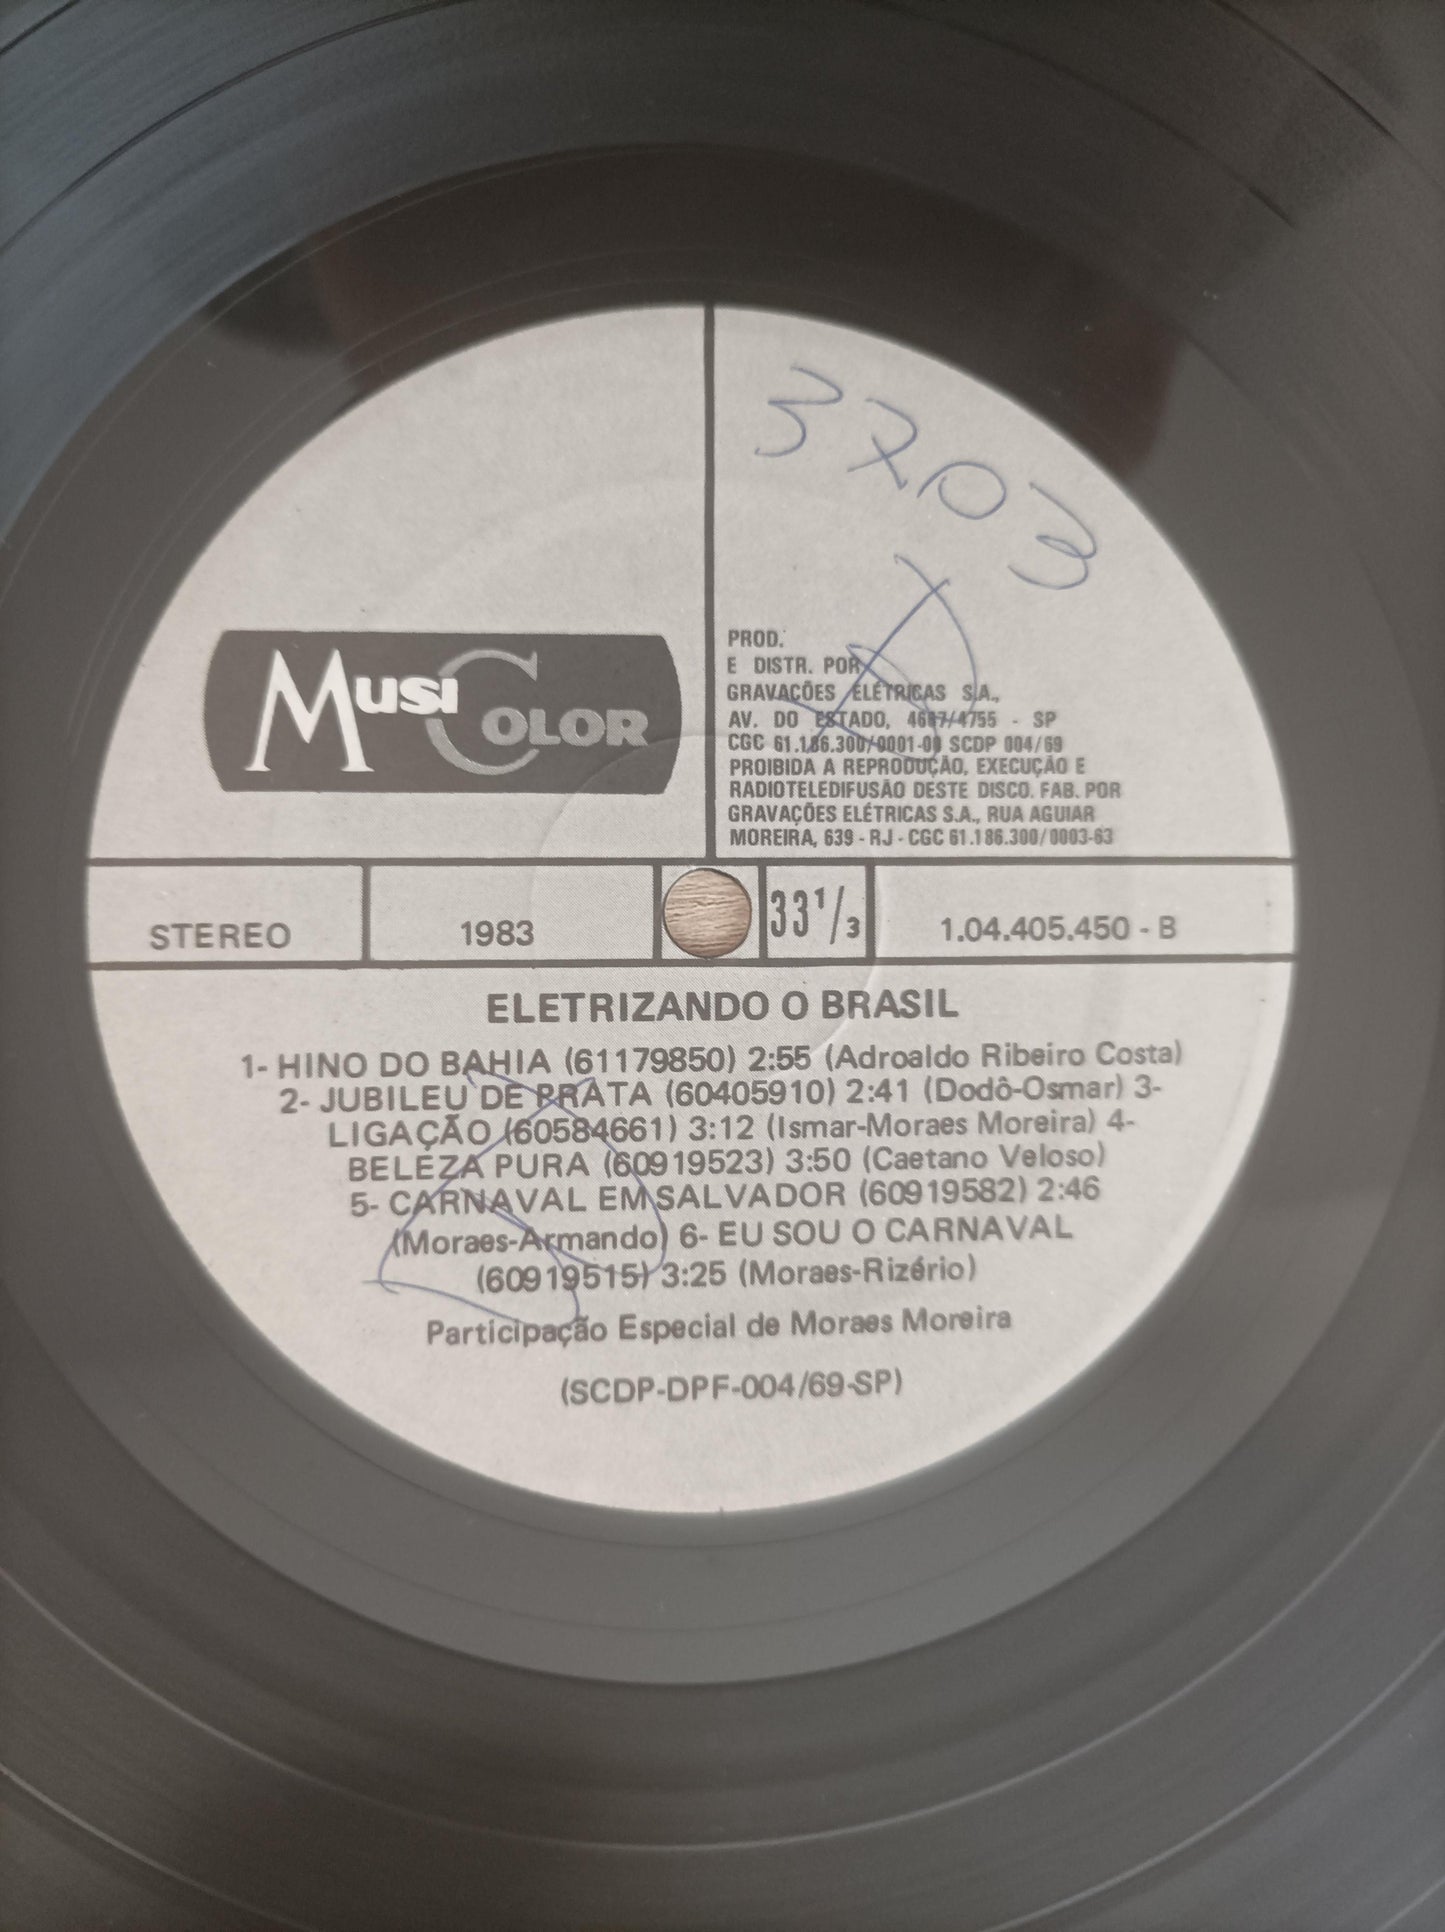 3703
PROD.
E DISTR. POR
GRAVAÇÕES ELÉTRICAS S.A.,
AV. DO ESTADO, 4667/4755 - SP
CGC 61.186.300/0001-00 SCDP 004/69
PROIBIDA A REPRODUÇÃO, EXECUÇÃO E
RADIOTELEDIFUSÃO DESTE DISCO. FAB. POR
GRAVAÇÕES ELÉTRICAS S.A., RUA AGUIAR
MOREIRA, 639 - RJ - CGC 61.186.300/0003-63
MUSICOLOR
STEREO 1983 33 1/3 1.04.405.450 - B
ELETRIZANDO O BRASIL
1- HINO DO BAHIA (61179850) 2:55 (Adroaldo Ribeiro Costa)
2- JUBILEU DE PRATA (60405910) 2:41 (Dodô-Osmar) 3-
LIGAÇÃO (60584661) 3:12 (Ismar-Moraes Moreira) 4-
BELEZA PURA (60919523) 3:50 (Caetano Veloso)
5- CARNAVAL EM SALVADOR (60919582) 2:46
(Moraes-Armando) 6- EU SOU O CARNAVAL
(60919515) 3:25 (Moraes-Rizério)
Participação Especial de Moraes Moreira
(SCDP-DPF-004/69-SP)